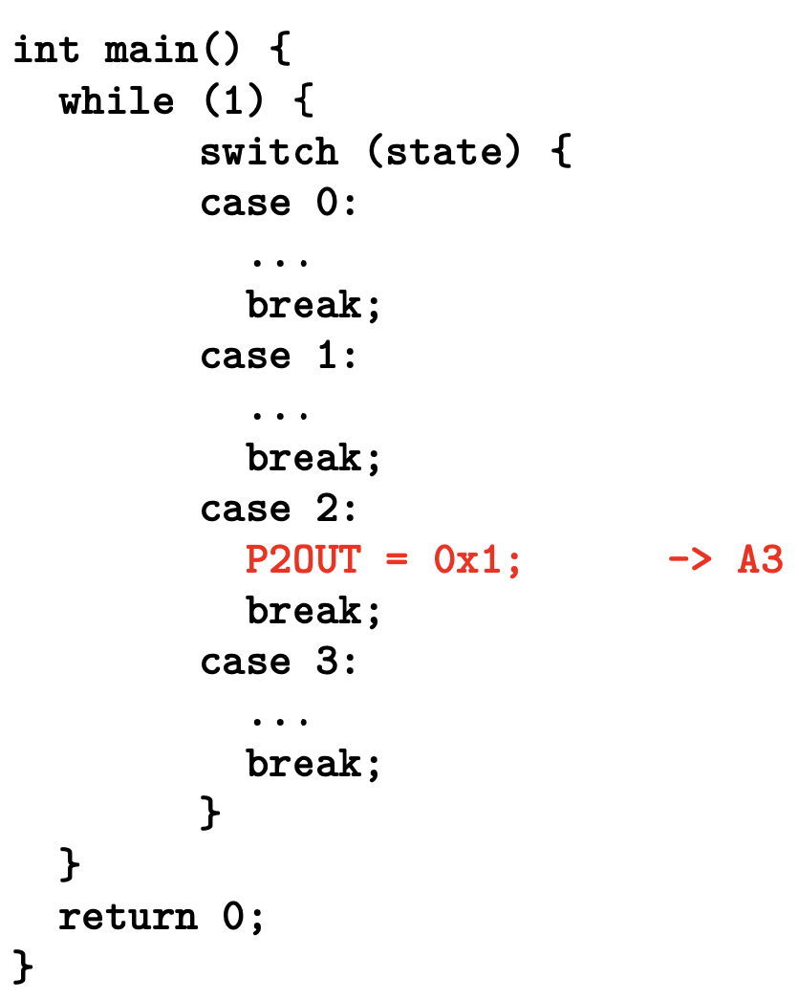 int main() {
while (1) {
switch (state) {
case 0:
...
break;
case 1:
...
break;
case 2:
P2OUT = 0x1; -> A3
break;
case 3:
...
break;
}
}
return 0;
}